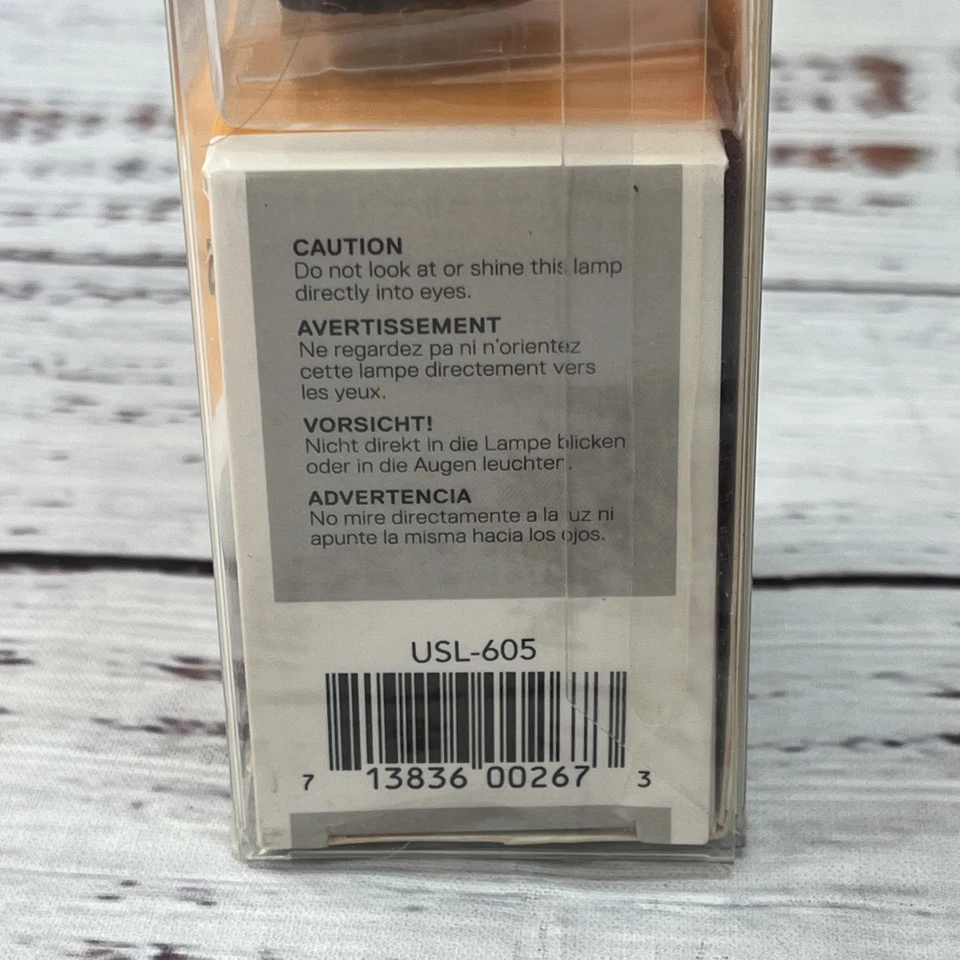 CAUTION
Do not look at or shine this lamp
directly into eyes.
AVERTISSEMENT
Ne regardez pa ni n'orientez
cette lampe directement vers
les yeux.
VORSICHT!
Nicht direkt in die Lampe blicken
oder in die Augen leuchten.
ADVERTENCIA
No mire directamente a la luz ni
apunte la misma hacia los ojos.
USL-605
7 13836 00267 3